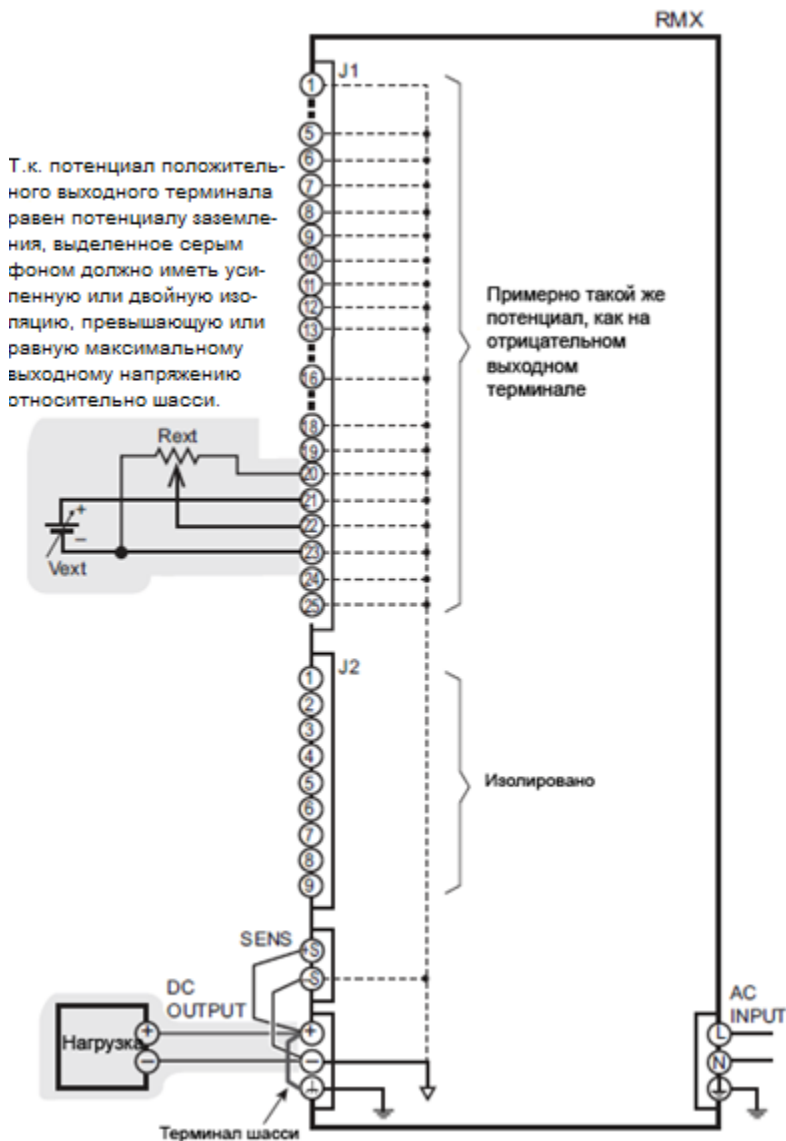 RMX
J1
1
5
6
7
8
9
10
11
12
13
16
18
19
20
21
22
23
24
25
Т.к. потенциал положитель-
ного выходного терминала
равен потенциалу заземле-
ния, выделенное серым
фоном должно иметь уси-
ленную или двойную изо-
ляцию, превышающую или
равную максимальному
выходному напряжению
относительно шасси.
Rext
+
–
Vext
Примерно такой же
потенциал, как на
отрицательном
выходном
терминале
J2
1
2
3
4
5
6
7
8
9
Изолировано
SENS
+S
-S
DC
OUTPUT
Нагрузка
+
–
+
–
Терминал шасси
AC
INPUT
L
N